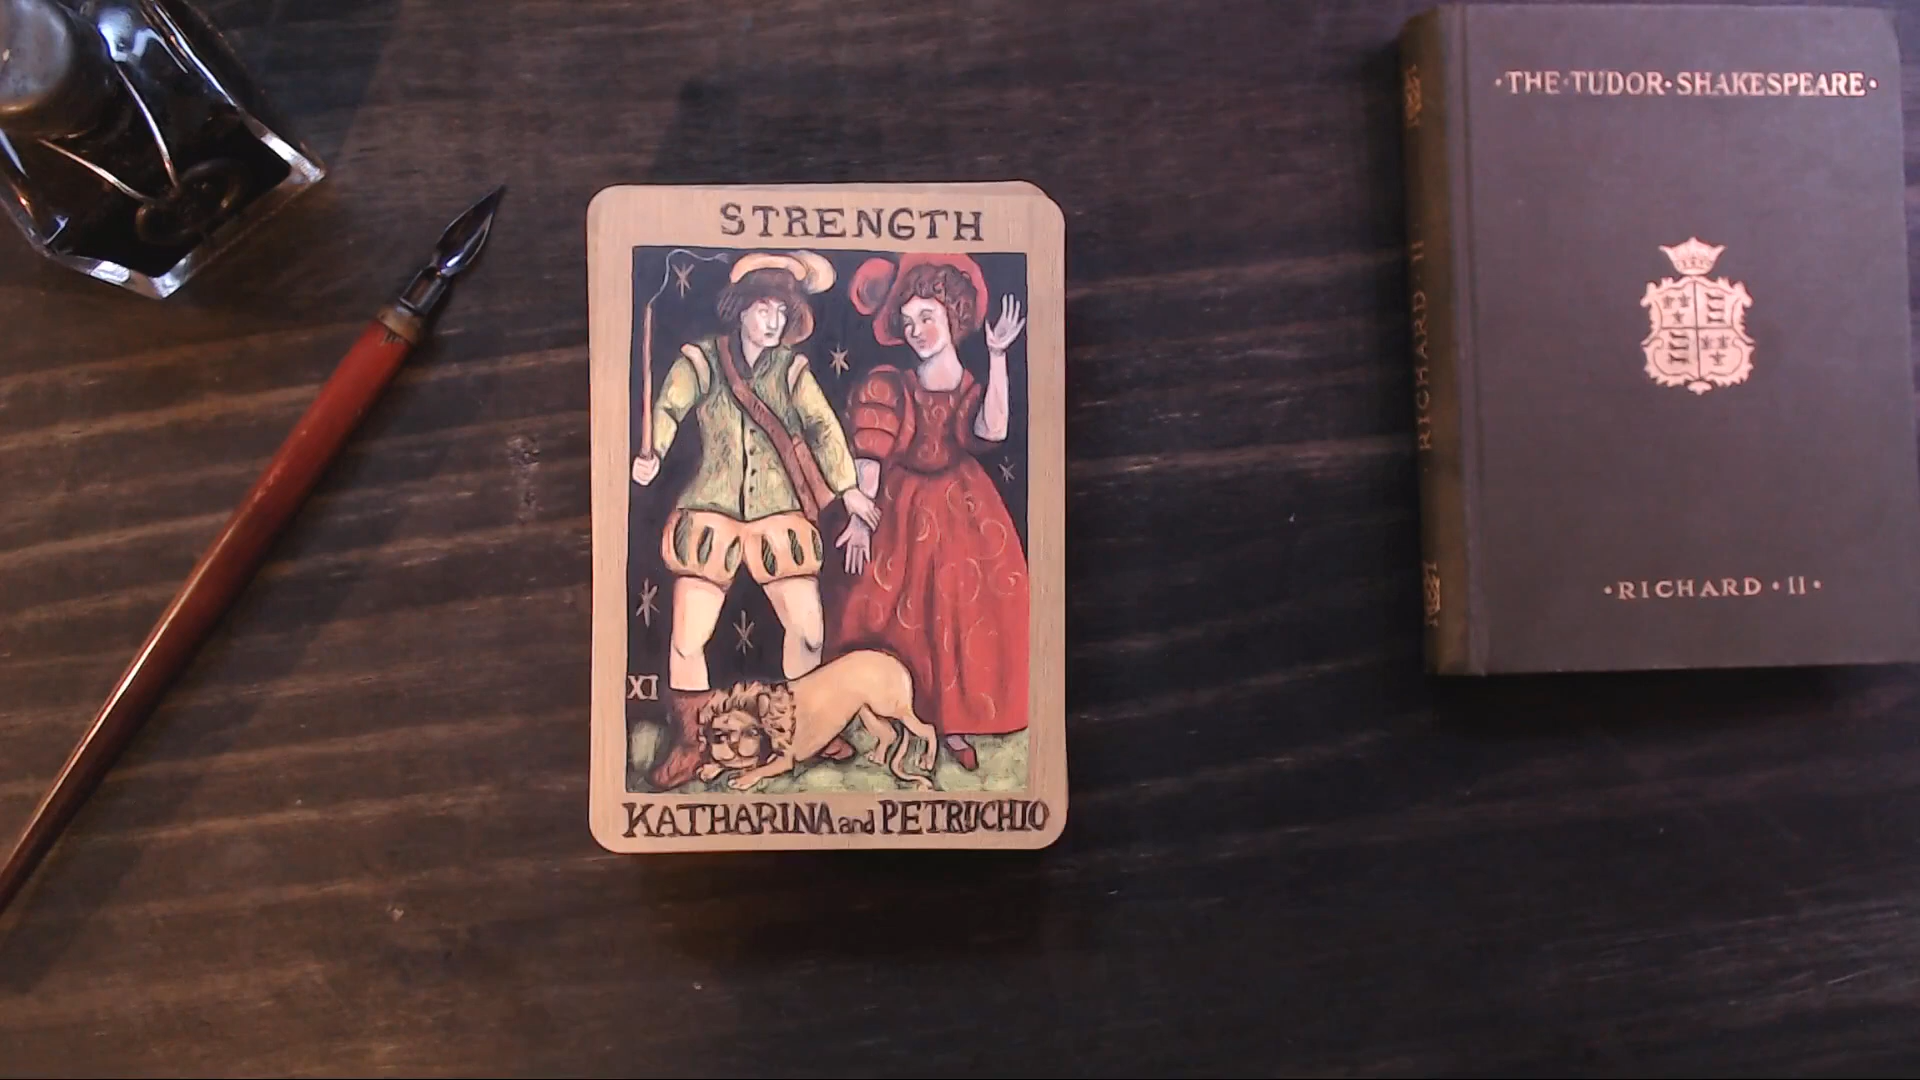 STRENGTH
XI
KATHARINA and PETRUCHIO
·THE·TUDOR·SHAKESPEARE·
·RICHARD·II·
RICHARD·II